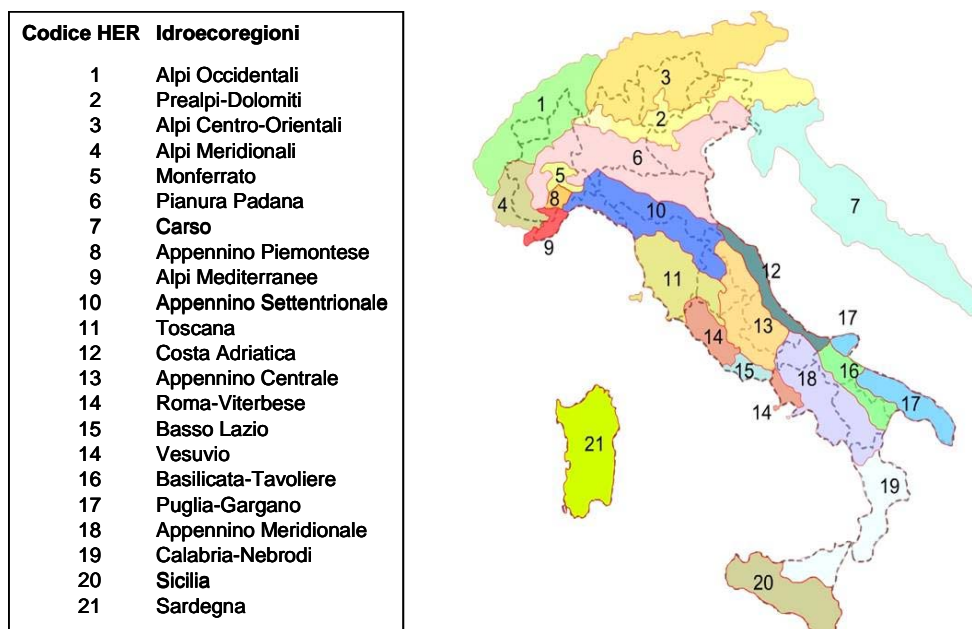 Codice HER Idroecoregioni
1 Alpi Occidentali
2 Prealpi-Dolomiti
3 Alpi Centro-Orientali
4 Alpi Meridionali
5 Monferrato
6 Pianura Padana
7 Carso
8 Appennino Piemontese
9 Alpi Mediterranee
10 Appennino Settentrionale
11 Toscana
12 Costa Adriatica
13 Appennino Centrale
14 Roma-Viterbese
15 Basso Lazio
14 Vesuvio
16 Basilicata-Tavoliere
17 Puglia-Gargano
18 Appennino Meridionale
19 Calabria-Nebrodi
20 Sicilia
21 Sardegna
3
1
2
6
5
8
4
7
10
9
11
12
13
17
14
15
18
16
17
14
21
19
20